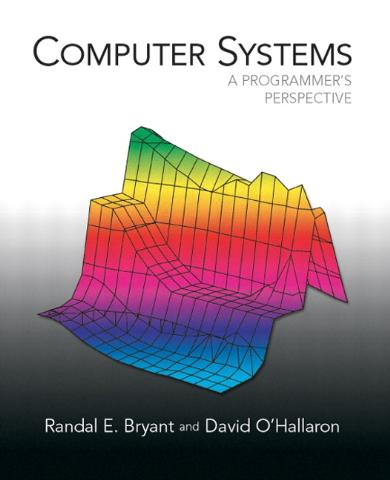 COMPUTER SYSTEMS
A PROGRAMMER'S
PERSPECTIVE
Randal E. Bryant and David O'Hallaron